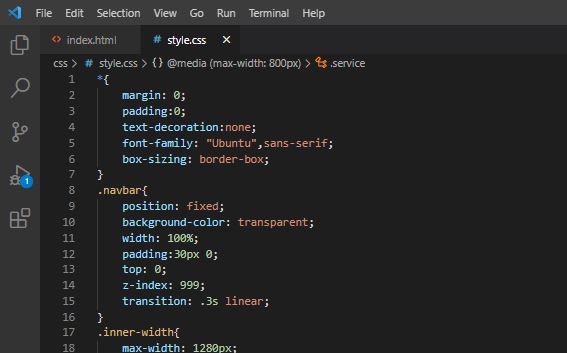 File Edit Selection View Go Run Terminal Help
<> index.html # style.css ×
css > # style.css > {} @media (max-width: 800px) > .service
1 *{
2 margin: 0;
3 padding:0;
4 text-decoration:none;
5 font-family: "Ubuntu",sans-serif;
6 box-sizing: border-box;
7 }
8 .navbar{
9 position: fixed;
10 background-color: transparent;
11 width: 100%;
12 padding:30px 0;
13 top: 0;
14 z-index: 999;
15 transition: .3s linear;
16 }
17 .inner-width{
18 max-width: 1280px;
1